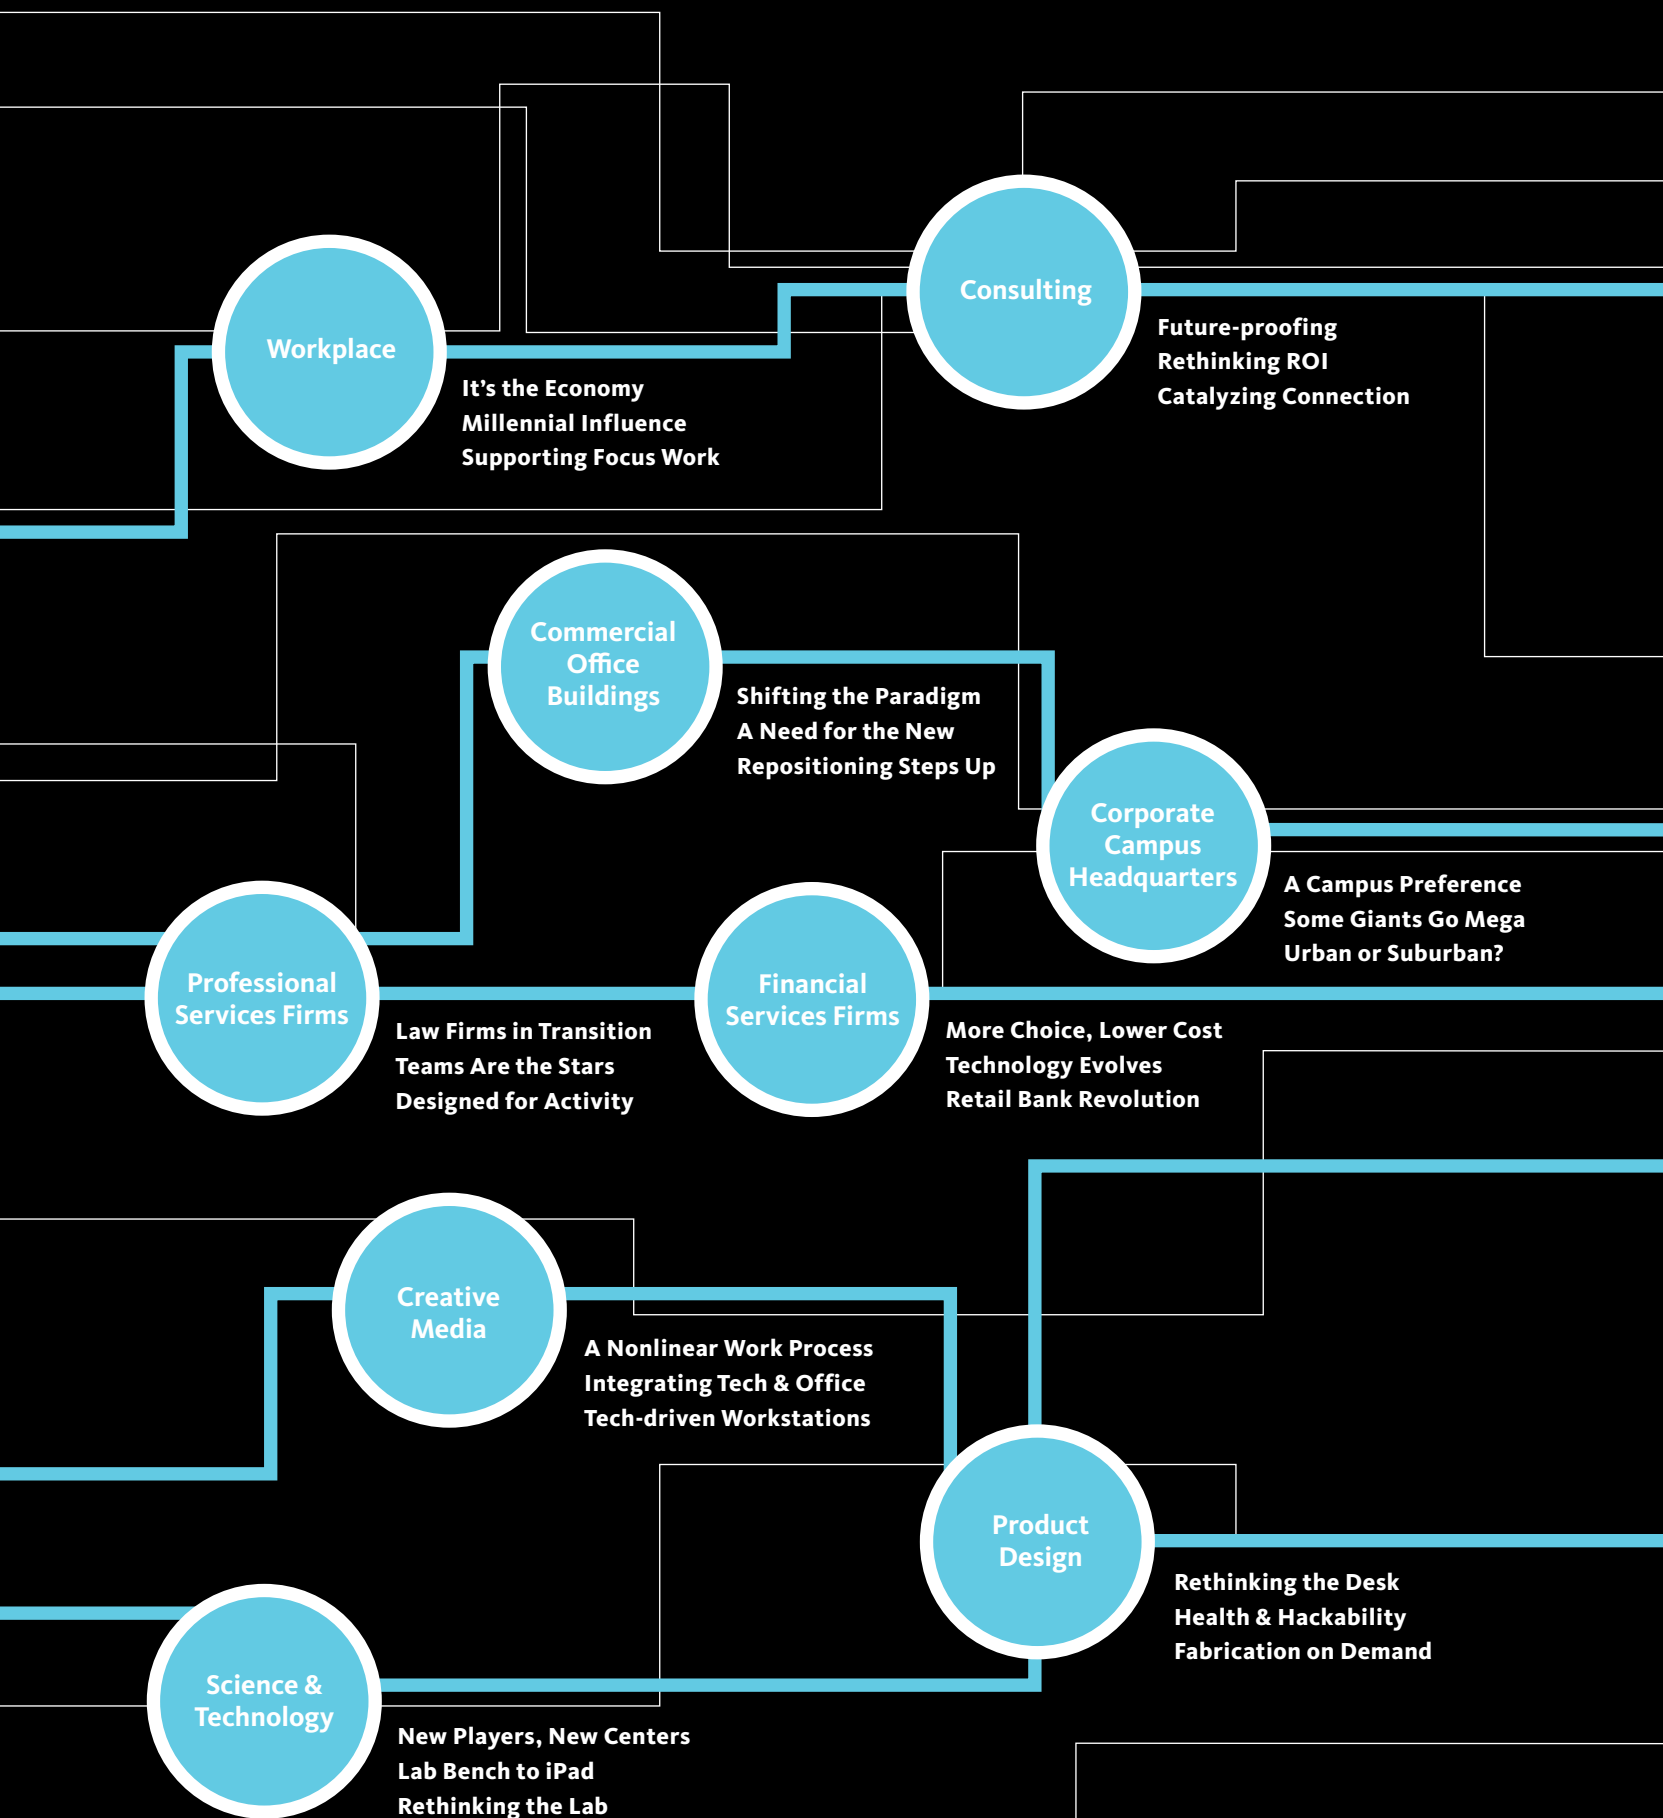 Workplace
It's the Economy
Millennial Influence
Supporting Focus Work
Consulting
Future-proofing
Rethinking ROI
Catalyzing Connection
Commercial
Office
Buildings
Shifting the Paradigm
A Need for the New
Repositioning Steps Up
Corporate
Campus
Headquarters
A Campus Preference
Some Giants Go Mega
Urban or Suburban?
Professional
Services Firms
Law Firms in Transition
Teams Are the Stars
Designed for Activity
Financial
Services Firms
More Choice, Lower Cost
Technology Evolves
Retail Bank Revolution
Creative
Media
A Nonlinear Work Process
Integrating Tech & Office
Tech-driven Workstations
Product
Design
Rethinking the Desk
Health & Hackability
Fabrication on Demand
Science &
Technology
New Players, New Centers
Lab Bench to iPad
Rethinking the Lab